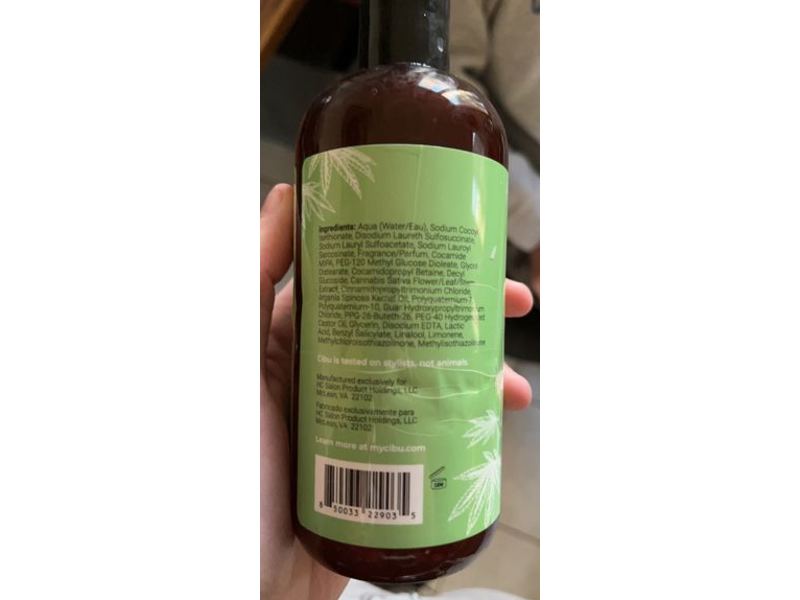 Ingredients: Aqua (Water/Eau), Sodium Cocoyl
Isethionate, Disodium Laureth Sulfosuccinate,
Sodium Lauryl Sulfoacetate, Sodium Lauroyl
Sarcosinate, Fragrance/Parfum, Cocamide
MIPA, PEG-120 Methyl Glucose Dioleate, Glycol
Distearate, Cocamidopropyl Betaine, Decyl
Glucoside, Cannabis Sativa Flower/Leaf/Stem
Extract, Cinnamidopropyltrimonium Chloride,
Argania Spinosa Kernel Oil, Polyquaternium-7,
Polyquaternium-10, Guar Hydroxypropyltrimonium
Chloride, PPG-26-Buteth-26, PEG-40 Hydrogenated
Castor Oil, Glycerin, Disodium EDTA, Lactic
Acid, Benzyl Salicylate, Linalool, Limonene,
Methylchloroisothiazolinone, Methylisothiazolinone
Cibu is tested on stylists, not animals.
Manufactured exclusively for
HC Salon Product Holdings, LLC
McLean, VA 22102
Fabricado exclusivamente para
HC Salon Product Holdings, LLC
McLean, VA 22102
Learn more at mycibu.com
8 50033 22903 5